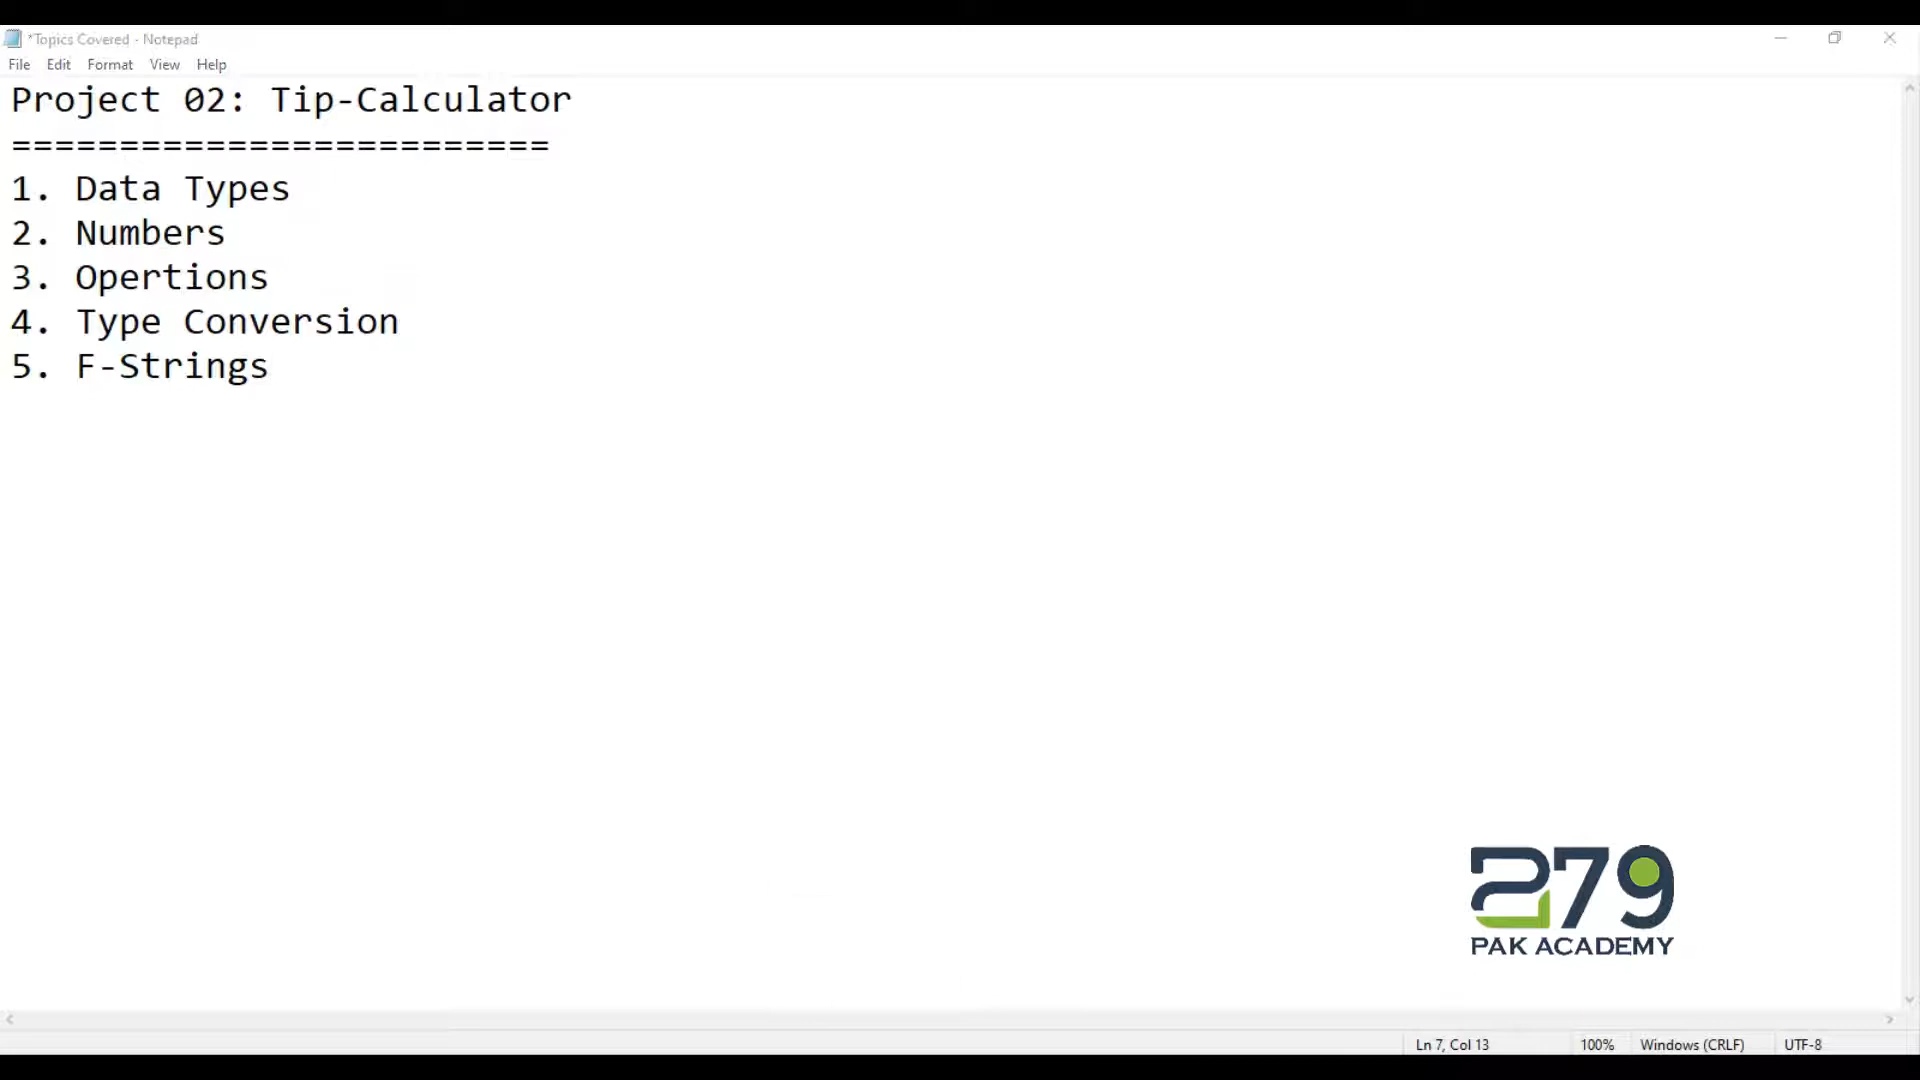 *Topics Covered - Notepad
File Edit Format View Help
Project 02: Tip-Calculator
=========================
1. Data Types
2. Numbers
3. Opertions
4. Type Conversion
5. F-Strings
279
PAK ACADEMY
Ln 7, Col 13 100% Windows (CRLF) UTF-8